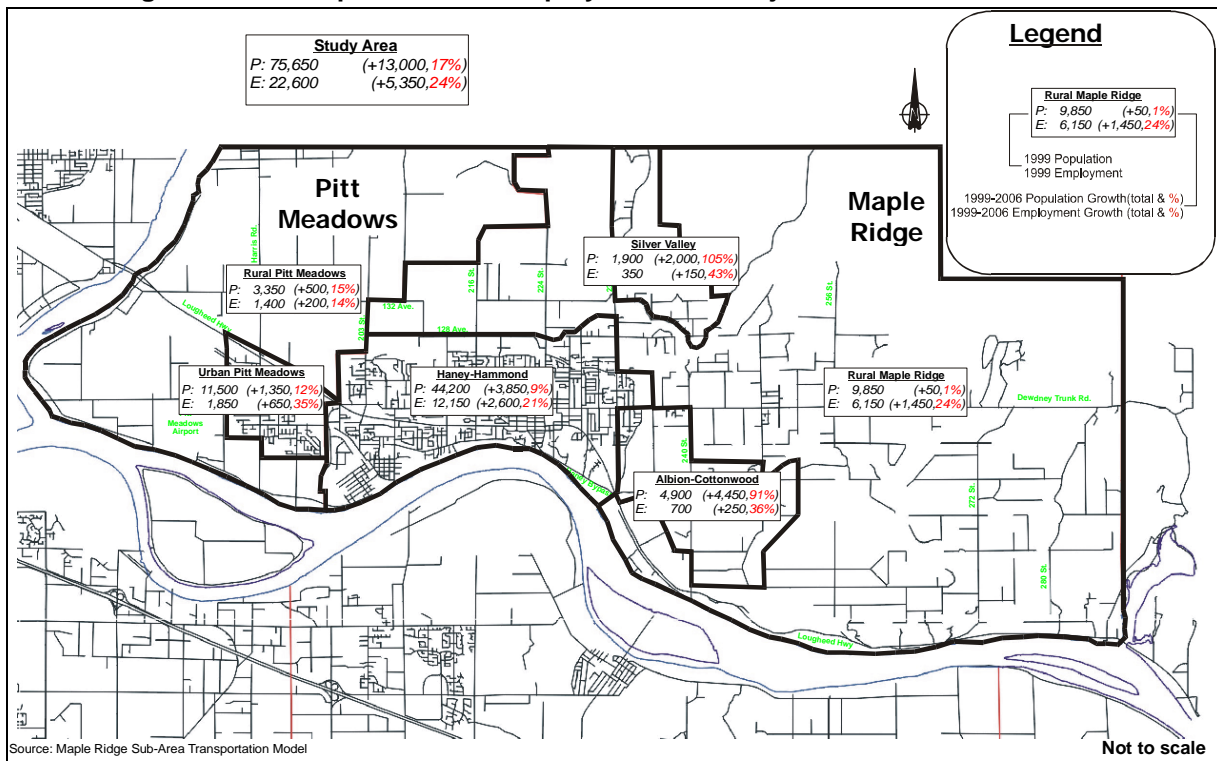 Study Area
P: 75,650 (+13,000,17%)
E: 22,600 (+5,350,24%)
Legend
Rural Maple Ridge
P: 9,850 (+50,1%)
E: 6,150 (+1,450,24%)
1999 Population
1999 Employment
1999-2006 Population Growth(total & %)
1999-2006 Employment Growth (total & %)
Pitt
Meadows
Maple
Ridge
Harris Rd.
216 St.
224 St.
Silver Valley
P: 1,900 (+2,000,105%)
E: 350 (+150,43%)
256 St.
Rural Pitt Meadows
P: 3,350 (+500,15%)
E: 1,400 (+200,14%)
Lougheed Hwy
203 St.
132 Ave.
128 Ave.
Urban Pitt Meadows
P: 11,500 (+1,350,12%)
E: 1,850 (+650,35%)
Haney-Hammond
P: 44,200 (+3,850,9%)
E: 12,150 (+2,600,21%)
Rural Maple Ridge
P: 9,850 (+50,1%)
E: 6,150 (+1,450,24%)
Dewdney Trunk Rd.
Meadows
Airport
240 St.
Albion-Cottonwood
P: 4,900 (+4,450,91%)
E: 700 (+250,36%)
Bypass
272 St.
280 St.
Lougheed Hwy
Source: Maple Ridge Sub-Area Transportation Model
Not to scale